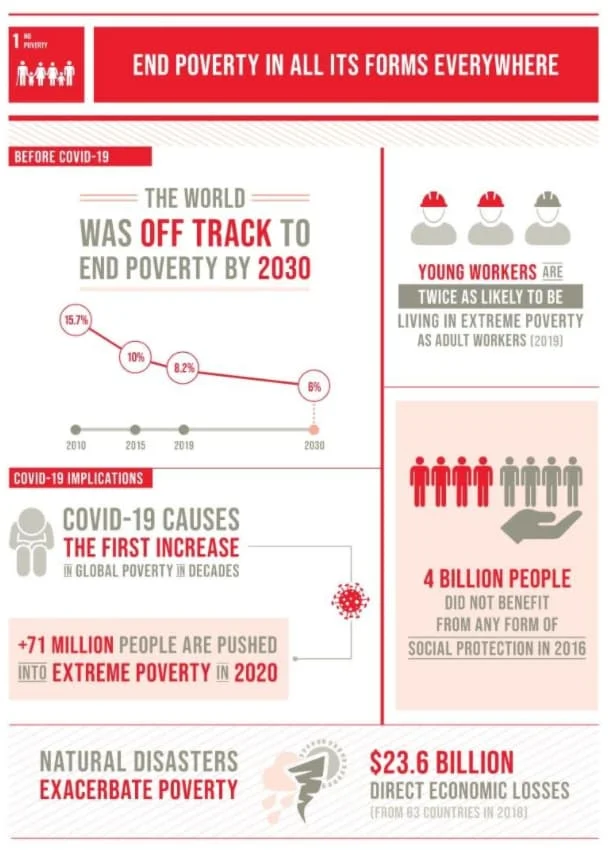 1 NO
POVERTY
END POVERTY IN ALL ITS FORMS EVERYWHERE
BEFORE COVID-19
THE WORLD
WAS OFF TRACK TO
END POVERTY BY 2030
15.7%
10%
8.2%
6%
2010 2015 2019 2030
YOUNG WORKERS ARE
TWICE AS LIKELY TO BE
LIVING IN EXTREME POVERTY
AS ADULT WORKERS (2019)
COVID-19 IMPLICATIONS
COVID-19 CAUSES
THE FIRST INCREASE
IN GLOBAL POVERTY IN DECADES
+71 MILLION PEOPLE ARE PUSHED
INTO EXTREME POVERTY IN 2020
4 BILLION PEOPLE
DID NOT BENEFIT
FROM ANY FORM OF
SOCIAL PROTECTION IN 2016
NATURAL DISASTERS
EXACERBATE POVERTY
$23.6 BILLION
DIRECT ECONOMIC LOSSES
(FROM 63 COUNTRIES IN 2018)